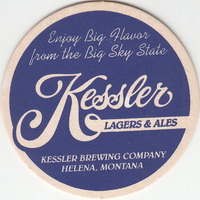 Enjoy Big Flavor
from the Big Sky State
Kessler
LAGERS & ALES
KESSLER BREWING COMPANY
HELENA, MONTANA